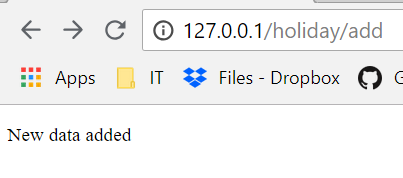 127.0.0.1/holiday/add
Apps IT Files - Dropbox
New data added